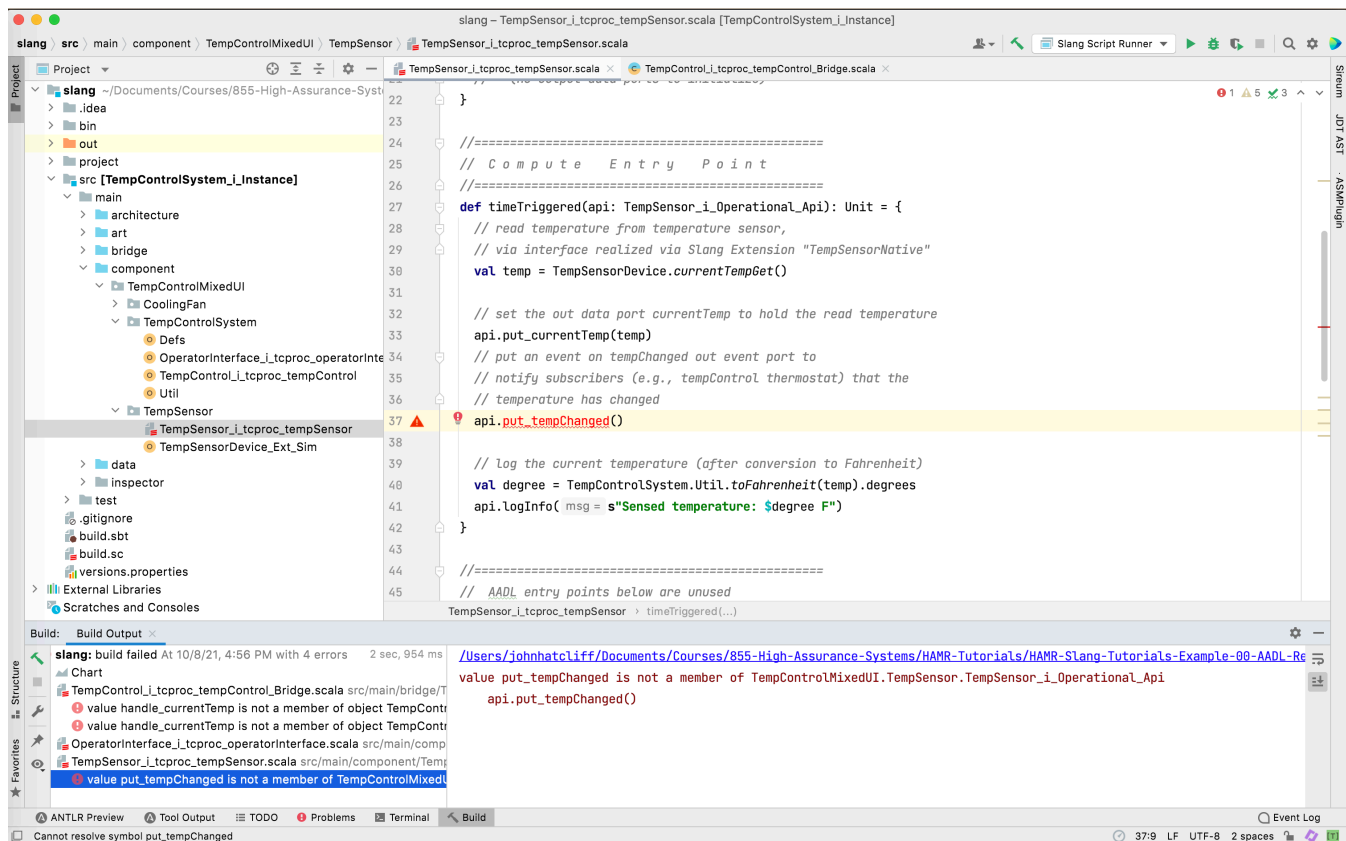 slang – TempSensor_i_tcproc_tempSensor.scala [TempControlSystem_i_Instance]
slang › src › main › component › TempControlMixedUI › TempSensor › TempSensor_i_tcproc_tempSensor.scala
Slang Script Runner
Project
TempSensor_i_tcproc_tempSensor.scala
TempControl_i_tcproc_tempControl_Bridge.scala
Project
slang ~/Documents/Courses/855-High-Assurance-Syst
.idea
bin
out
project
src [TempControlSystem_i_Instance]
main
architecture
art
bridge
component
TempControlMixedUI
CoolingFan
TempControlSystem
Defs
OperatorInterface_i_tcproc_operatorInte
TempControl_i_tcproc_tempControl
Util
TempSensor
TempSensor_i_tcproc_tempSensor
TempSensorDevice_Ext_Sim
data
inspector
test
.gitignore
build.sbt
build.sc
versions.properties
External Libraries
Scratches and Consoles
1 5 3
22 }
23
24 //=================================================
25 // C o m p u t e   E n t r y   P o i n t
26 //=================================================
27 def timeTriggered(api: TempSensor_i_Operational_Api): Unit = {
28 // read temperature from temperature sensor,
29 // via interface realized via Slang Extension "TempSensorNative"
30 val temp = TempSensorDevice.currentTempGet()
31
32 // set the out data port currentTemp to hold the read temperature
33 api.put_currentTemp(temp)
34 // put an event on tempChanged out event port to
35 // notify subscribers (e.g., tempControl thermostat) that the
36 // temperature has changed
37 api.put_tempChanged()
38
39 // log the current temperature (after conversion to Fahrenheit)
40 val degree = TempControlSystem.Util.toFahrenheit(temp).degrees
41 api.logInfo( msg = s"Sensed temperature: $degree F")
42 }
43
44 //=================================================
45 // AADL entry points below are unused
TempSensor_i_tcproc_tempSensor › timeTriggered(...)
Sireum
JDT AST
ASMPlugin
Structure
Favorites
Build: Build Output
slang: build failed At 10/8/21, 4:56 PM with 4 errors 2 sec, 954 ms
Chart
TempControl_i_tcproc_tempControl_Bridge.scala src/main/bridge/T
value handle_currentTemp is not a member of object TempContr
value handle_currentTemp is not a member of object TempContr
OperatorInterface_i_tcproc_operatorInterface.scala src/main/comp
TempSensor_i_tcproc_tempSensor.scala src/main/component/Temp
value put_tempChanged is not a member of TempControlMixedU
/Users/johnhatcliff/Documents/Courses/855-High-Assurance-Systems/HAMR-Tutorials/HAMR-Slang-Tutorials-Example-00-AADL-Re
value put_tempChanged is not a member of TempControlMixedUI.TempSensor.TempSensor_i_Operational_Api
api.put_tempChanged()
ANTLR Preview Tool Output TODO Problems Terminal Build Event Log
Cannot resolve symbol put_tempChanged 37:9 LF UTF-8 2 spaces